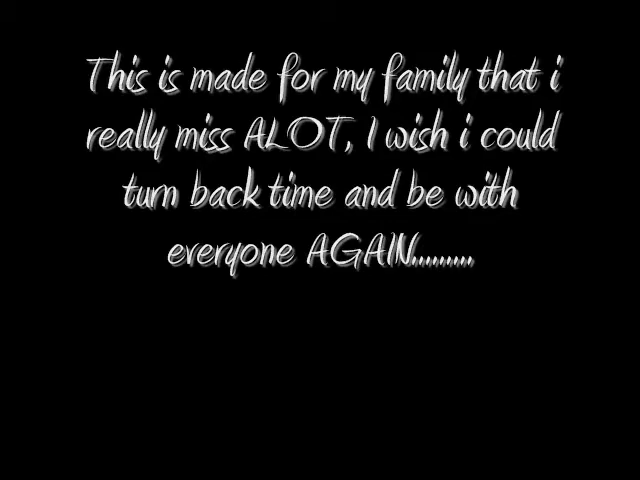 This is made for my family that i
really miss ALOT, I wish i could
turn back time and be with
everyone AGAIN.........